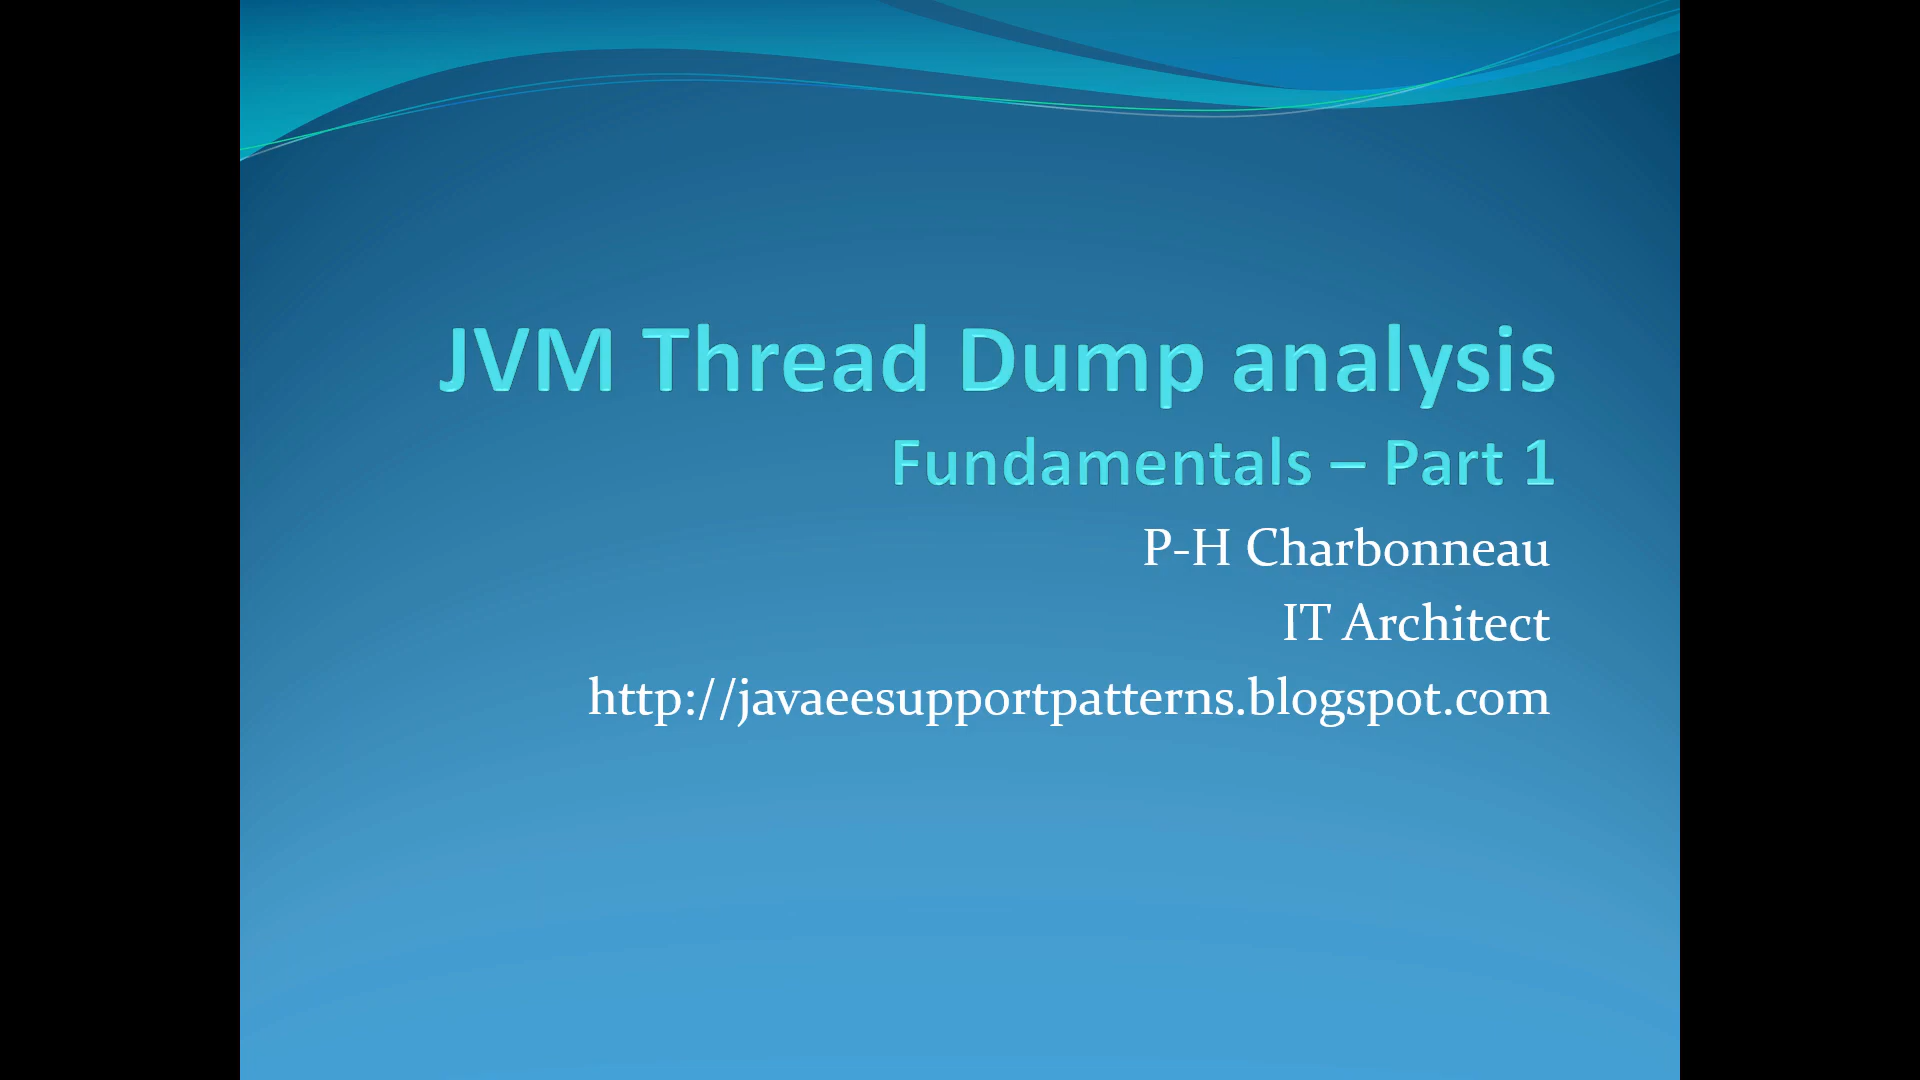 JVM Thread Dump analysis
Fundamentals – Part 1
P-H Charbonneau
IT Architect
http://javaeesupportpatterns.blogspot.com